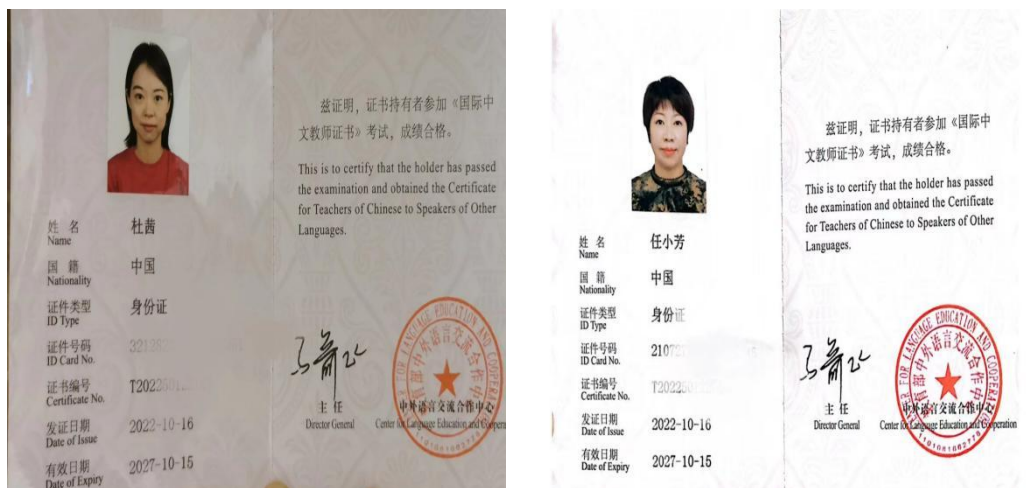 兹证明，证书持有者参加《国际中
文教师证书》考试，成绩合格。
This is to certify that the holder has passed
the examination and obtained the Certificate
for Teachers of Chinese to Speakers of Other
Languages.
姓 名 杜茜
Name
国 籍 中国
Nationality
证件类型 身份证
ID Type
证件号码
ID Card No.
证书编号 T2022
Certificate No.
发证日期 2022-10-16
Date of Issue
有效日期 2027-10-15
Date of Expiry
主 任
Director General
中外语言交流合作中心
Center for Language Education and Coopera
兹证明，证书持有者参加《国际中
文教师证书》考试，成绩合格。
This is to certify that the holder has passed
the examination and obtained the Certificate
for Teachers of Chinese to Speakers of Other
Languages.
姓 名 任小芳
Name
国 籍 中国
Nationality
证件类型 身份证
ID Type
证件号码 2107
ID Card No.
证书编号 T2022
Certificate No.
发证日期 2022-10-16
Date of Issue
有效日期 2027-10-15
Date of Expiry
主 任
Director General
中外语言交流合作中心
Center for Language Education and Cooperation